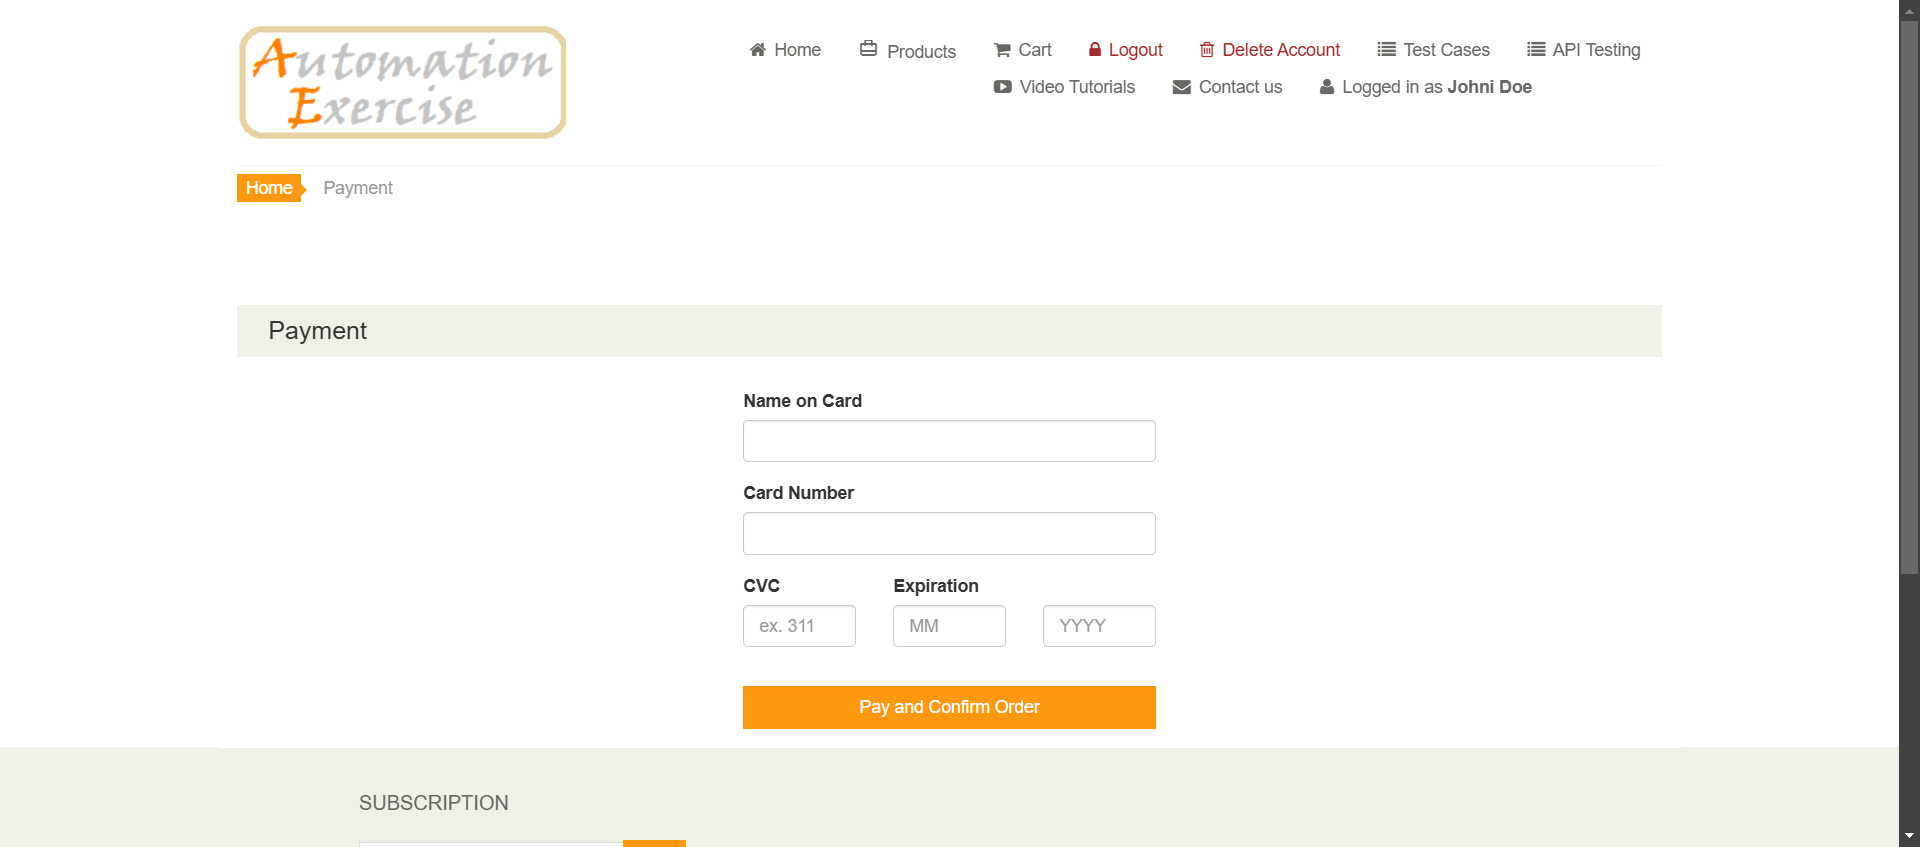 Automation
Exercise
Home Products Cart Logout Delete Account Test Cases API Testing
Video Tutorials Contact us Logged in as Johni Doe
Home Payment
Payment
Name on Card
Card Number
CVC Expiration
ex. 311 MM YYYY
Pay and Confirm Order
SUBSCRIPTION